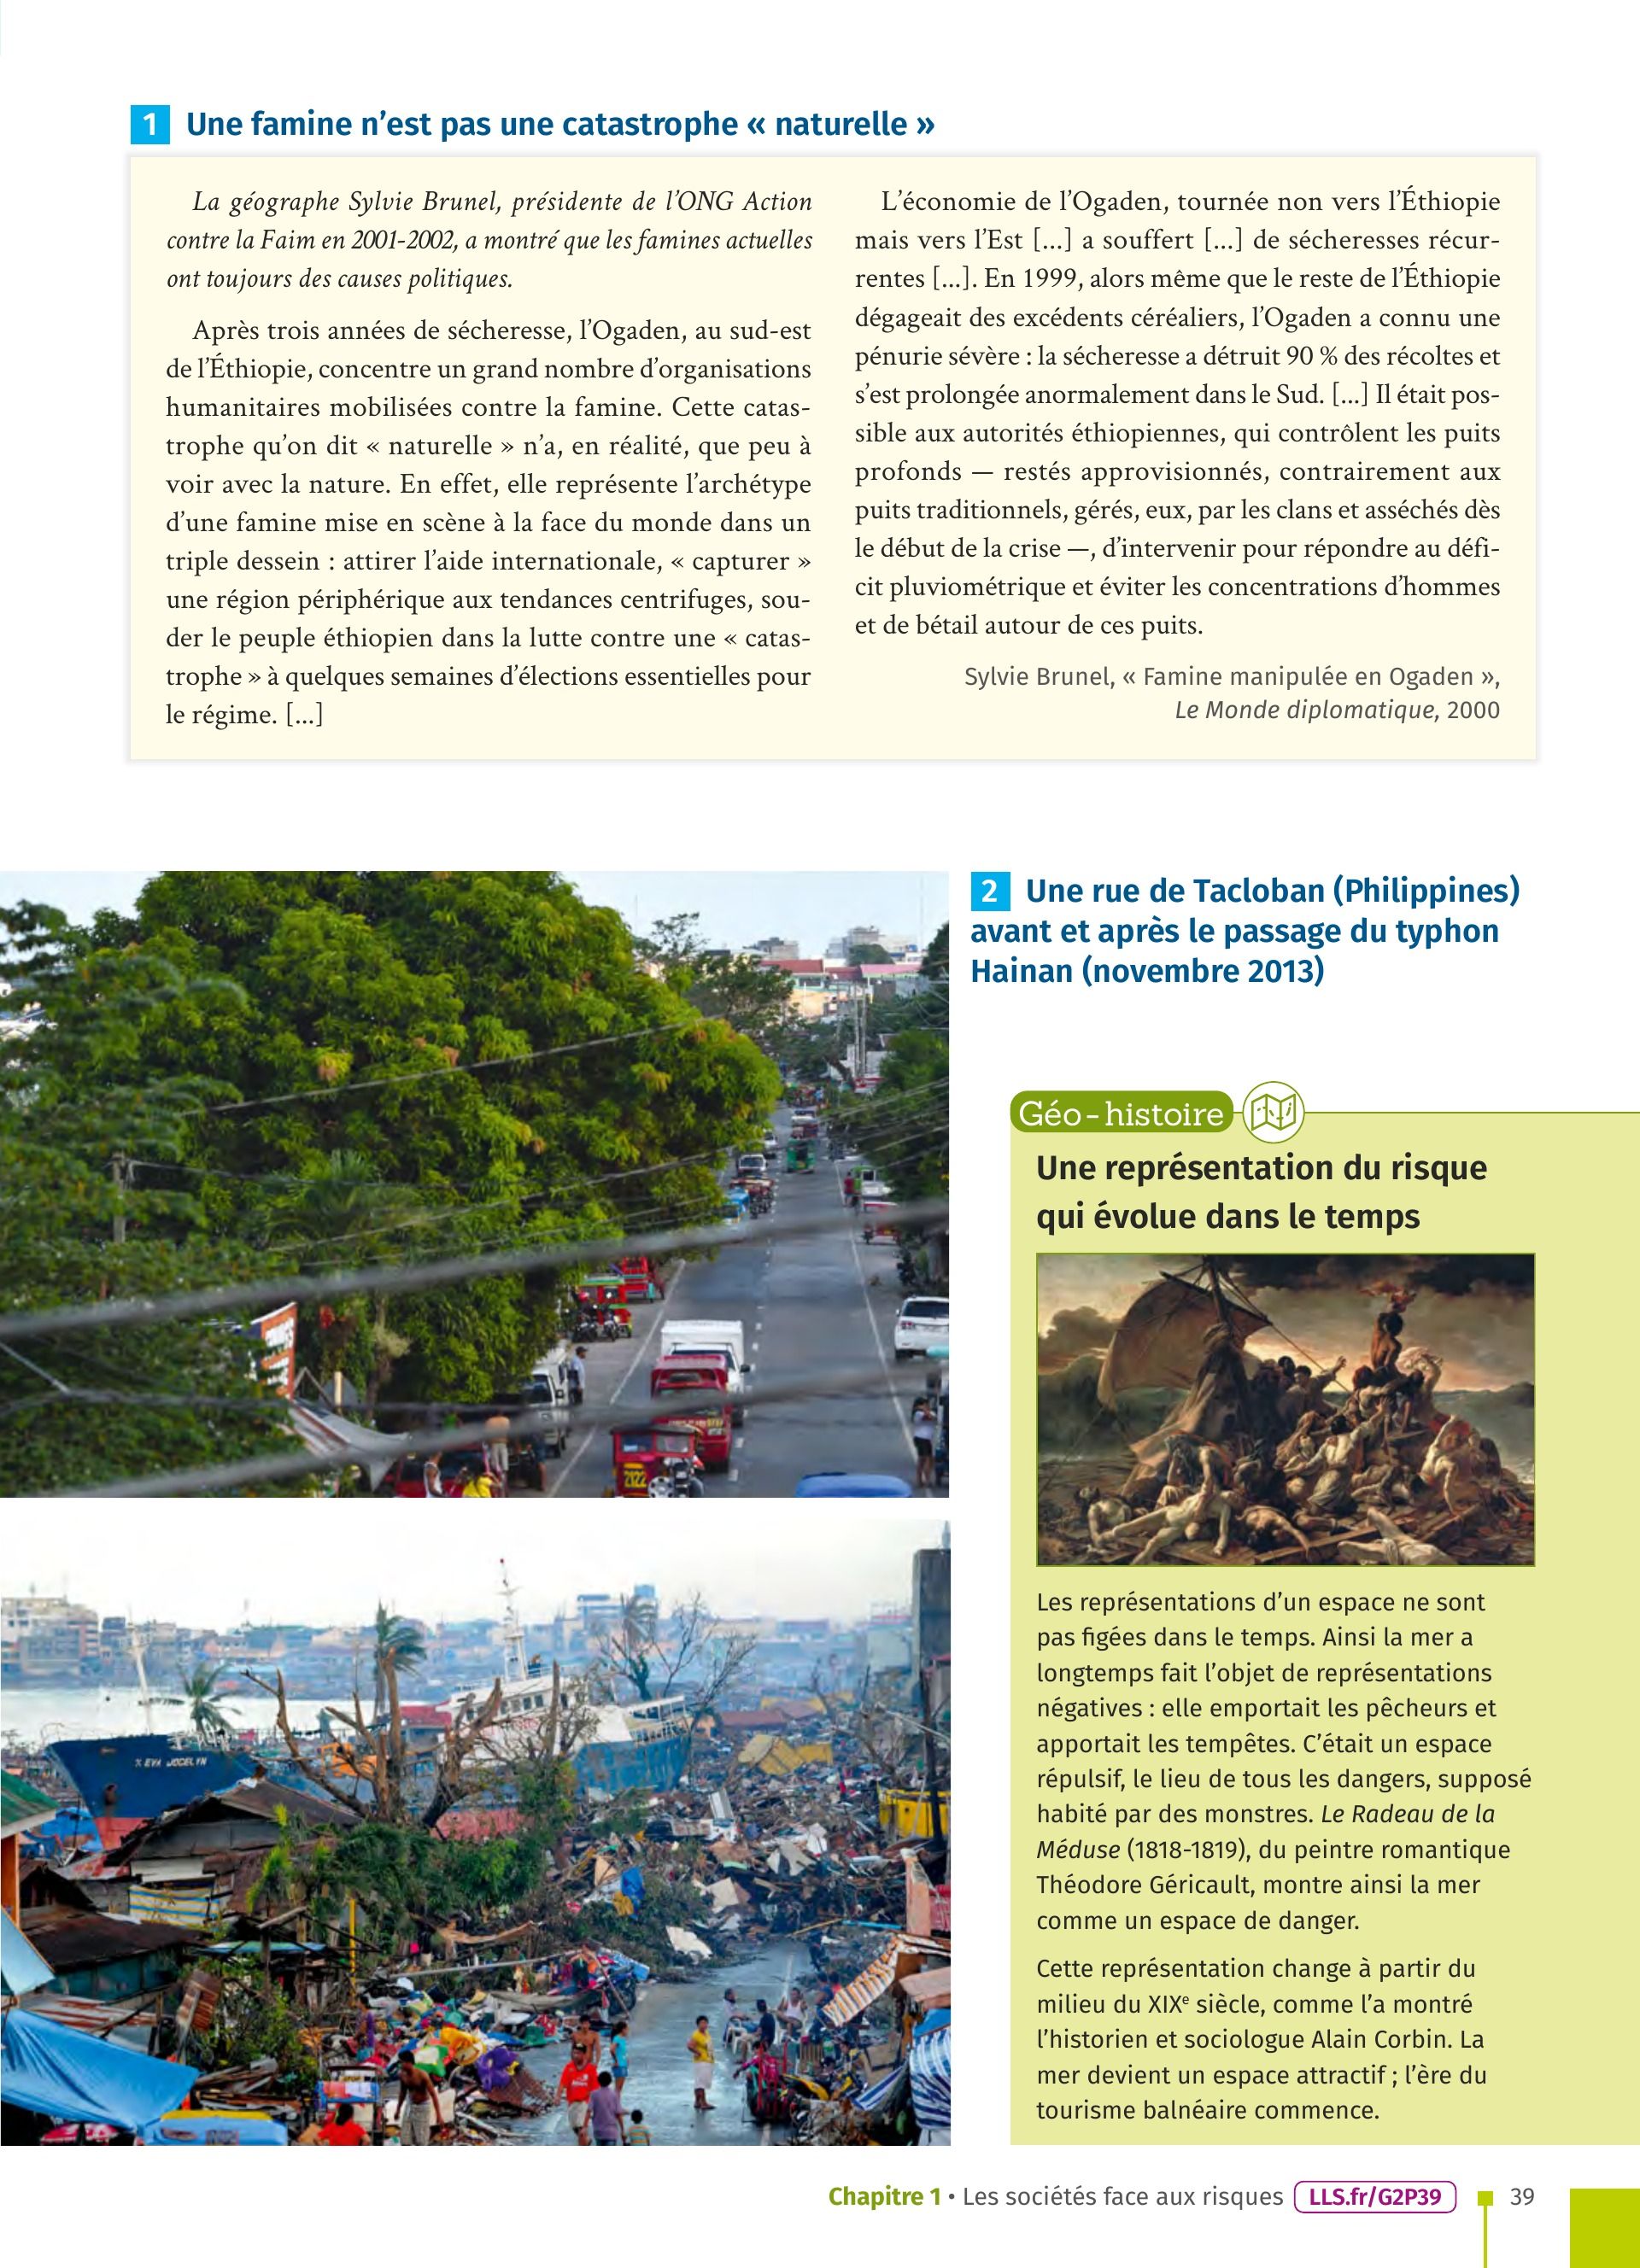 1 Une famine n’est pas une catastrophe « naturelle »
La géographe Sylvie Brunel, présidente de l’ONG Action
contre la Faim en 2001-2002, a montré que les famines actuelles
ont toujours des causes politiques.
Après trois années de sécheresse, l’Ogaden, au sud-est
de l’Éthiopie, concentre un grand nombre d’organisations
humanitaires mobilisées contre la famine. Cette catas-
trophe qu’on dit « naturelle » n’a, en réalité, que peu à
voir avec la nature. En effet, elle représente l’archétype
d’une famine mise en scène à la face du monde dans un
triple dessein : attirer l’aide internationale, « capturer »
une région périphérique aux tendances centrifuges, sou-
der le peuple éthiopien dans la lutte contre une « catas-
trophe » à quelques semaines d’élections essentielles pour
le régime. [...]
L’économie de l’Ogaden, tournée non vers l’Éthiopie
mais vers l’Est [...] a souffert [...] de sécheresses récur-
rentes [...]. En 1999, alors même que le reste de l’Éthiopie
dégageait des excédents céréaliers, l’Ogaden a connu une
pénurie sévère : la sécheresse a détruit 90 % des récoltes et
s’est prolongée anormalement dans le Sud. [...] Il était pos-
sible aux autorités éthiopiennes, qui contrôlent les puits
profonds — restés approvisionnés, contrairement aux
puits traditionnels, gérés, eux, par les clans et asséchés dès
le début de la crise —, d’intervenir pour répondre au défi-
cit pluviométrique et éviter les concentrations d’hommes
et de bétail autour de ces puits.
Sylvie Brunel, « Famine manipulée en Ogaden »,
Le Monde diplomatique, 2000
2 Une rue de Tacloban (Philippines)
avant et après le passage du typhon
Hainan (novembre 2013)
2122
EVA JOCELYN
Géo-histoire
Une représentation du risque
qui évolue dans le temps
Les représentations d’un espace ne sont
pas figées dans le temps. Ainsi la mer a
longtemps fait l’objet de représentations
négatives : elle emportait les pêcheurs et
apportait les tempêtes. C’était un espace
répulsif, le lieu de tous les dangers, supposé
habité par des monstres. Le Radeau de la
Méduse (1818-1819), du peintre romantique
Théodore Géricault, montre ainsi la mer
comme un espace de danger.
Cette représentation change à partir du
milieu du XIXe siècle, comme l’a montré
l’historien et sociologue Alain Corbin. La
mer devient un espace attractif ; l’ère du
tourisme balnéaire commence.
Chapitre 1 • Les sociétés face aux risques LLS.fr/G2P39 39